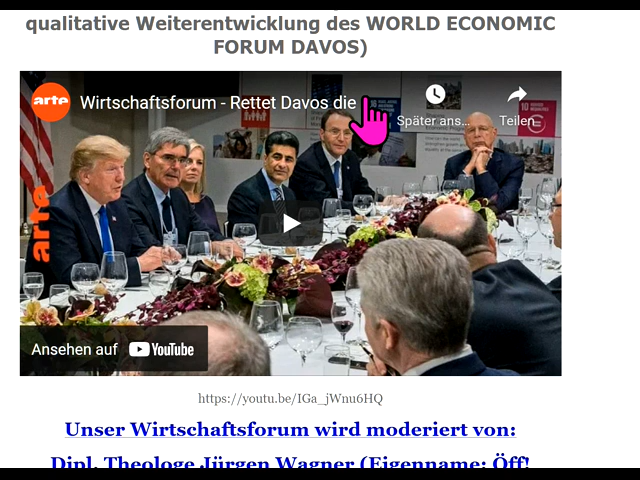 qualitative Weiterentwicklung des WORLD ECONOMIC
FORUM DAVOS)
arte
Wirtschaftsforum - Rettet Davos die
Später ans...
Teilen
arte
Ansehen auf YouTube
https://youtu.be/IGa_jWnu6HQ
Unser Wirtschaftsforum wird moderiert von:
Dipl. Theologe Jürgen Wagner (Eigenname: Öff!